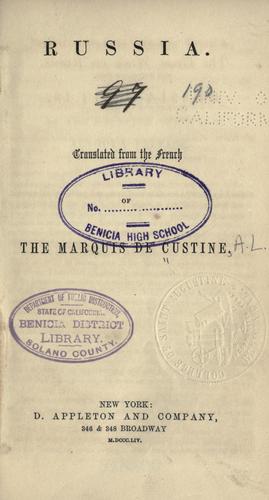 RUSSIA.
97
190
UNIV. O
CALIFORN
Translated from the French
LIBRARY
OF
No. ......................
BENICIA HIGH SCHOOL
THE MARQUIS DE CUSTINE, A. L.
DEPARTMENT OF PUBLIC INSTRUCTION,
STATE OF CALIFORNIA.
BENICIA DISTRICT
LIBRARY.
SOLANO COUNTY.
NEW YORK:
D. APPLETON AND COMPANY,
346 & 348 BROADWAY
M.DCCC.LIV.